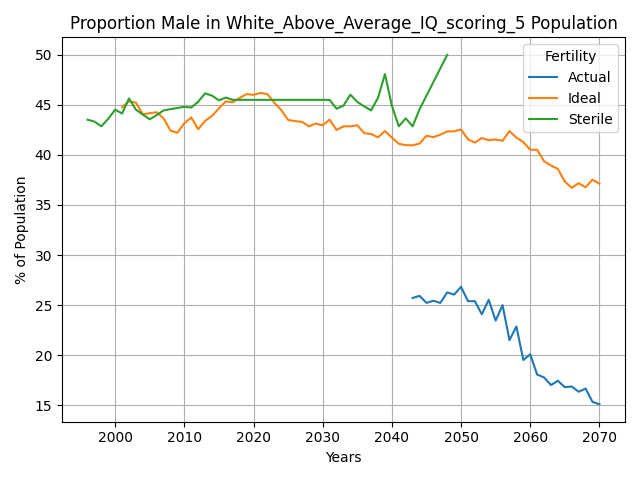 Proportion Male in White_Above_Average_IQ_scoring_5 Population
Fertility
Actual
Ideal
Sterile
% of Population
50
45
40
35
30
25
20
15
2000 2010 2020 2030 2040 2050 2060 2070
Years